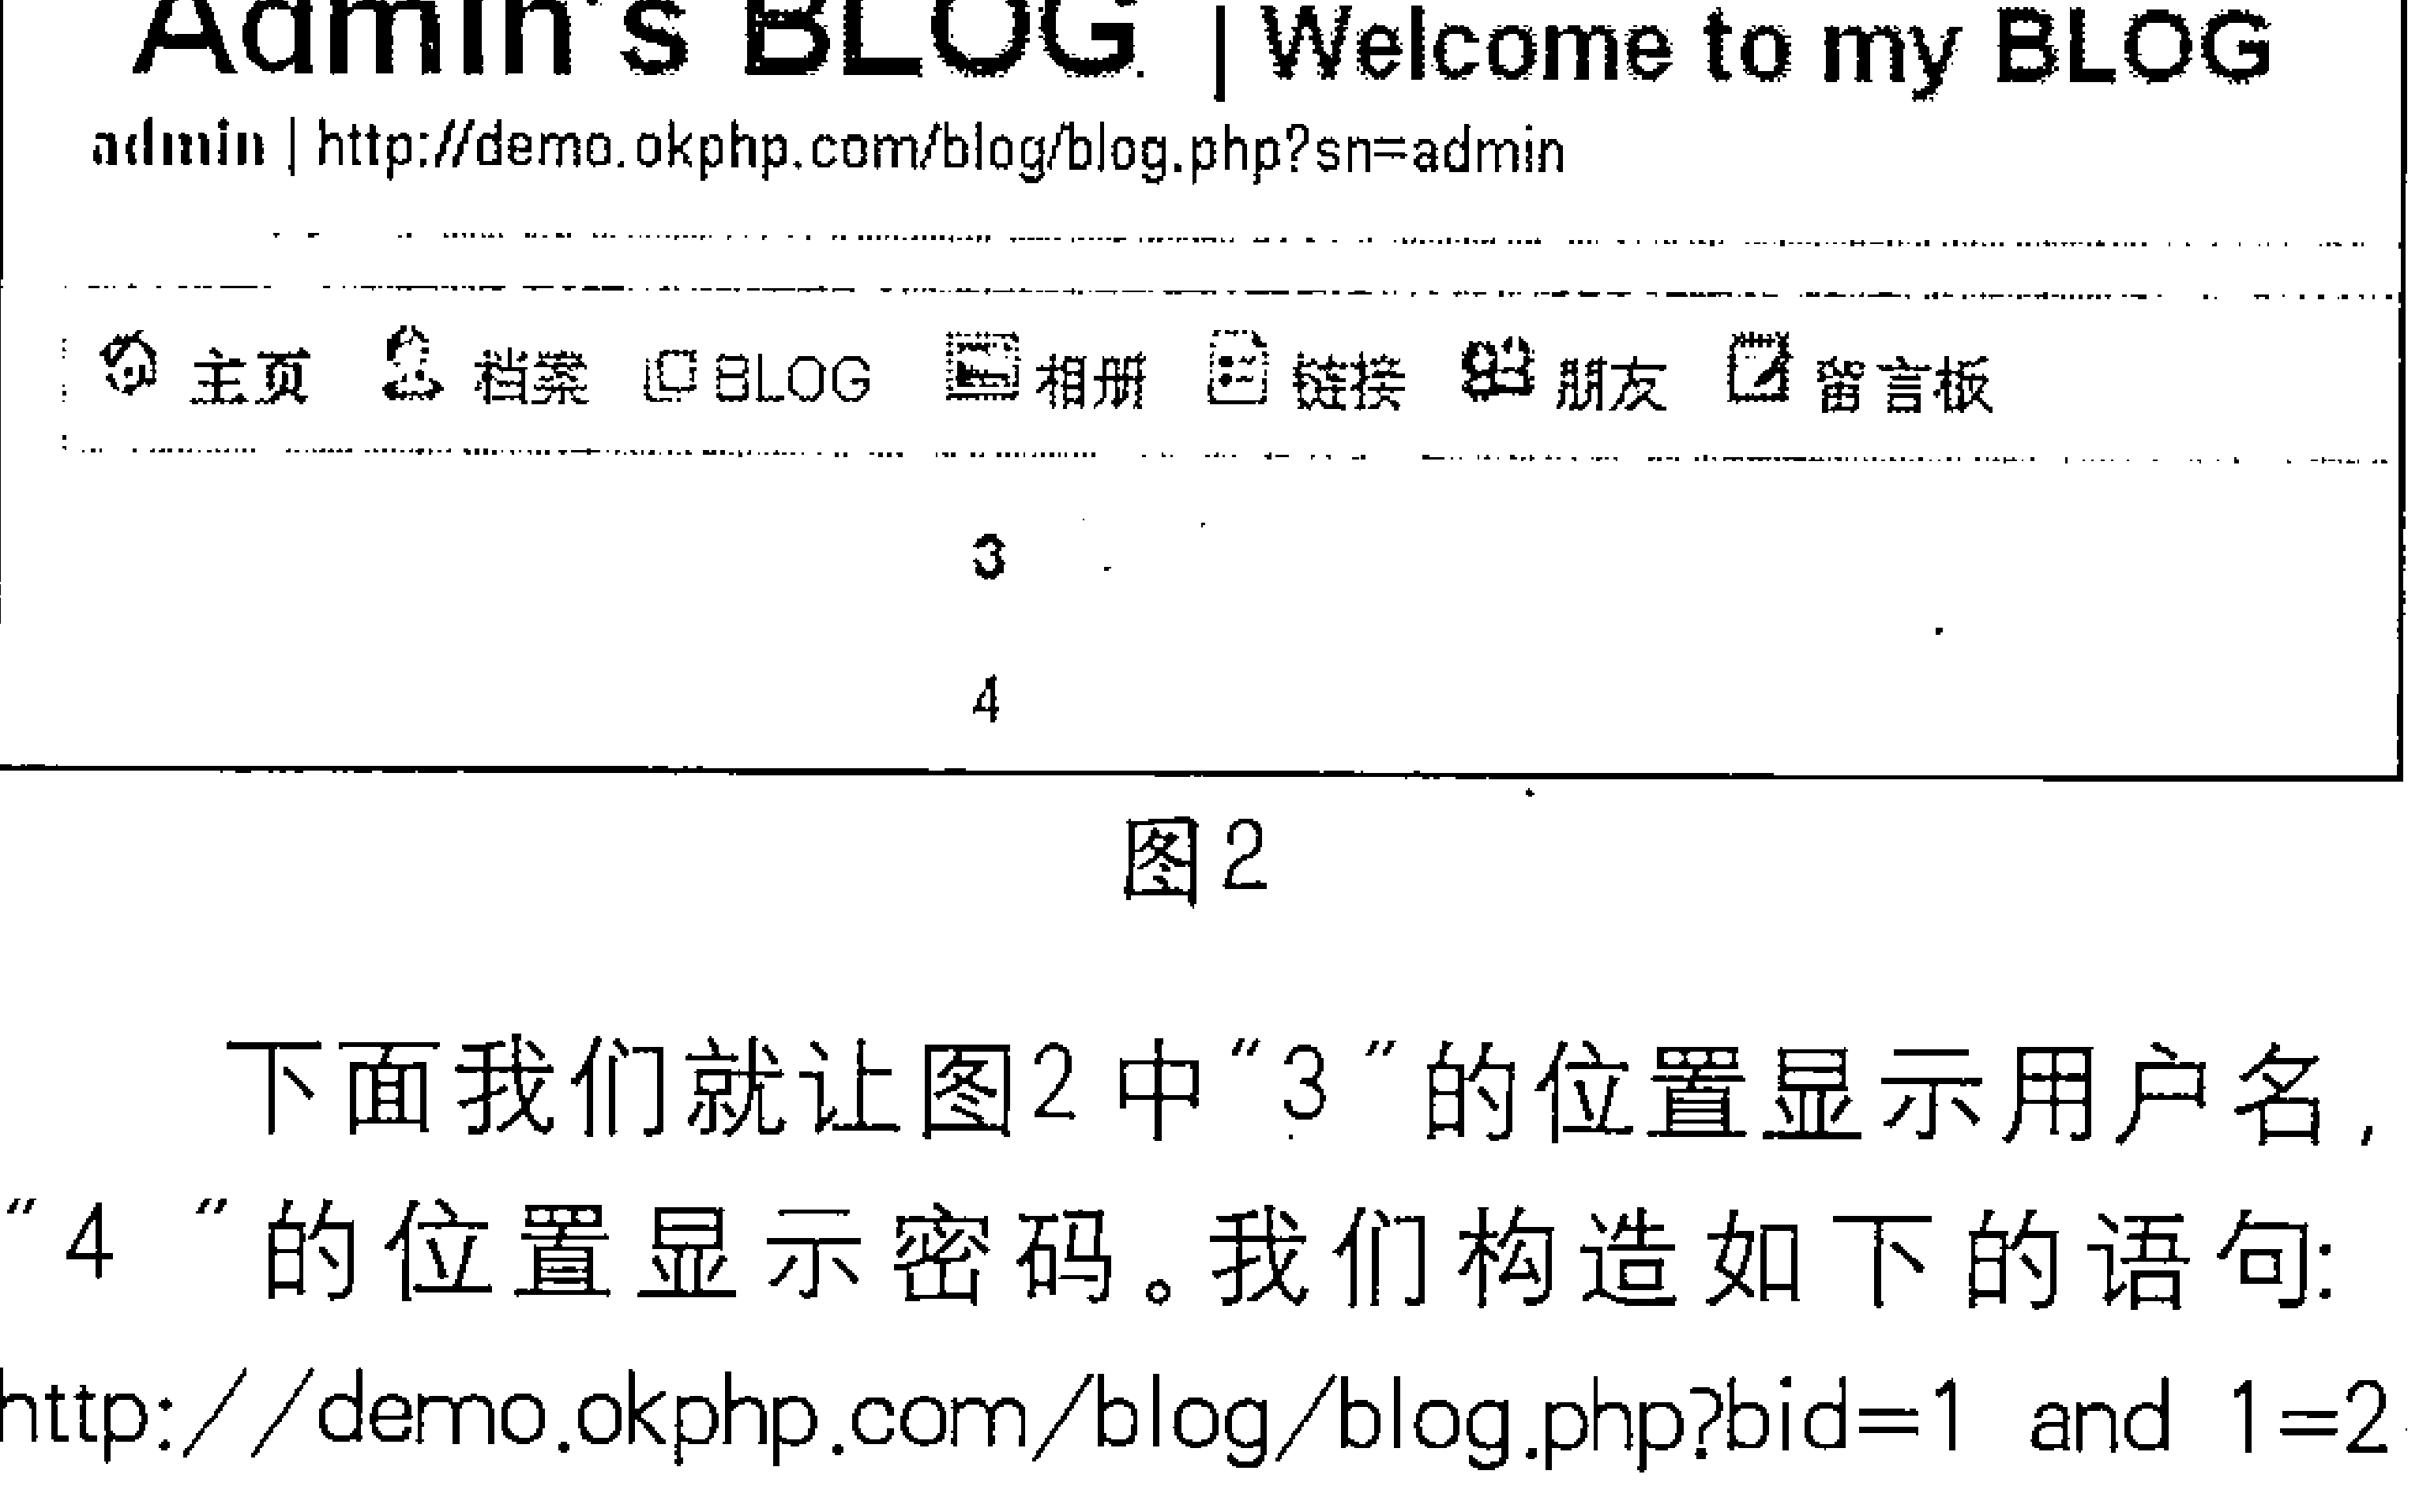 Admin's BLOG | Welcome to my BLOG
admin | http://demo.okphp.com/blog/blog.php?sn=admin
主页 档案 BLOG 相册 链接 朋友 留言板
3
4
图2
下面我们就让图2中“3”的位置显示用户名,
“4”的位置显示密码。我们构造如下的语句:
http://demo.okphp.com/blog/blog.php?bid=1 and 1=2